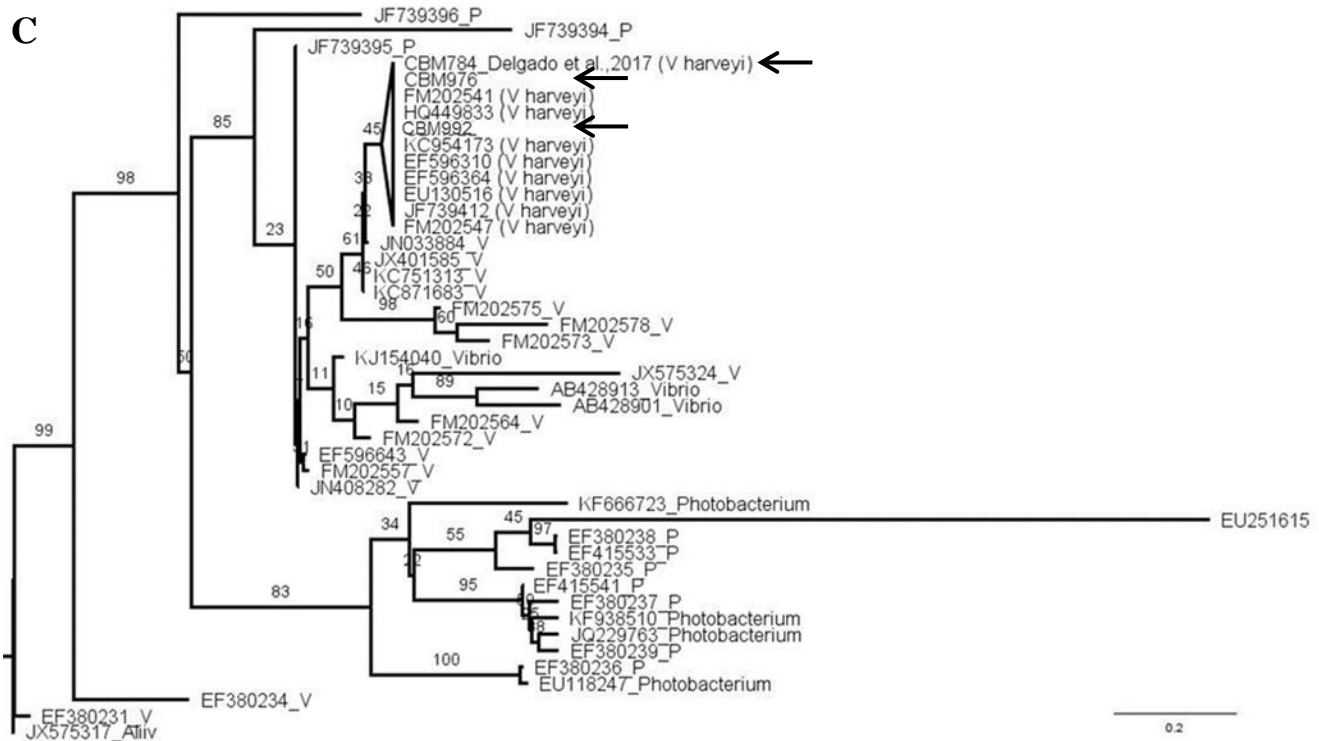 C
JF739396_P
JF739394_P
JF739395_P
CBM784_Delgado et al.,2017 (V harveyi)
CBM976
FM202541 (V harveyi)
HQ449833 (V harveyi)
85
45
CBM992
KC954173 (V harveyi)
EF596310 (V harveyi)
98
33
EF596364 (V harveyi)
EU130516 (V harveyi)
22
JF739412 (V harveyi)
FM202547 (V harveyi)
23
61
JN033884_V
JX401585_V
50
46
KC751313_V
KC871683_V
98
FM202575_V
60
16
FM202578_V
FM202573_V
50
KJ154040_Vibrio
11
16
JX575324_V
15
89
AB428913_Vibrio
10
AB428901_Vibrio
FM202564_V
99
FM202572_V
EF596643_V
FM202557_V
JN408282_V
KF666723_Photobacterium
34
45
EU251615
55
97
EF380238_P
EF415533_P
22
EF380235_P
83
95
EF415541_P
EF380237_P
KF938510_Photobacterium
JQ229763_Photobacterium
EF380239_P
100
EF380236_P
EU118247_Photobacterium
EF380234_V
EF380231_V
JX575317_Aliiv
0.2